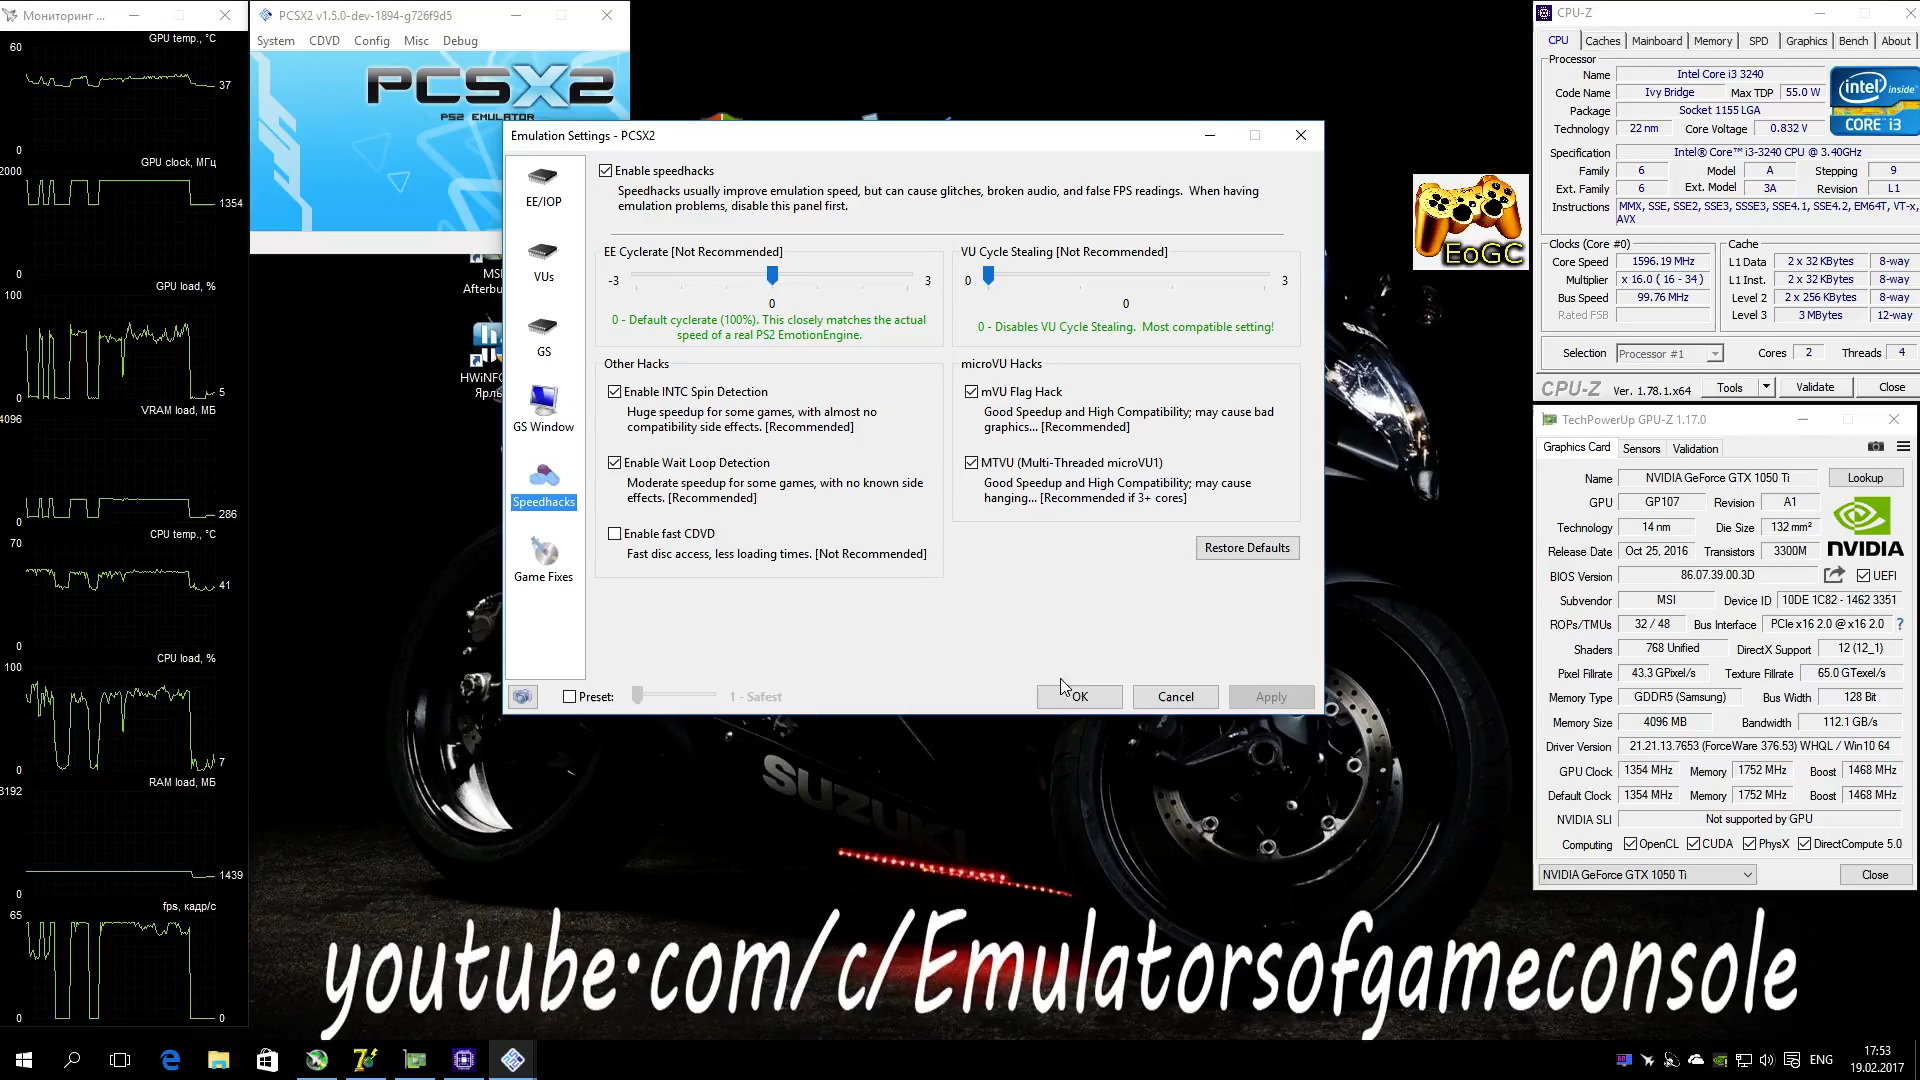 Мониторинг ...
GPU temp., °C
60
37
0
GPU clock, МГц
2000
1354
0
GPU load, %
100
5
0
VRAM load, МБ
4096
286
0
CPU temp., °C
70
41
0
CPU load, %
100
7
0
RAM load, МБ
8192
1439
0
fps, кадр/с
65
0
0
PCSX2 v1.5.0-dev-1894-g726f9d5
System CDVD Config Misc Debug
PCSX2
PS2 EMULATOR
MSI
Afterbu
HWiNFO
Ярлы
Emulation Settings - PCSX2
EE/IOP
VUs
GS
GS Window
Speedhacks
Game Fixes
Enable speedhacks
Speedhacks usually improve emulation speed, but can cause glitches, broken audio, and false FPS readings. When having
emulation problems, disable this panel first.
EE Cyclerate [Not Recommended]
-3 3
0
0 - Default cyclerate (100%). This closely matches the actual
speed of a real PS2 EmotionEngine.
VU Cycle Stealing [Not Recommended]
0 3
0
0 - Disables VU Cycle Stealing. Most compatible setting!
Other Hacks
Enable INTC Spin Detection
Huge speedup for some games, with almost no
compatibility side effects. [Recommended]
Enable Wait Loop Detection
Moderate speedup for some games, with no known side
effects. [Recommended]
Enable fast CDVD
Fast disc access, less loading times. [Not Recommended]
microVU Hacks
mVU Flag Hack
Good Speedup and High Compatibility; may cause bad
graphics... [Recommended]
MTVU (Multi-Threaded microVU1)
Good Speedup and High Compatibility; may cause
hanging... [Recommended if 3+ cores]
Restore Defaults
Preset: 1 - Safest
OK Cancel Apply
EoGC
SUZUKI
youtube.com/c/Emulatorsofgameconsole
CPU-Z
CPU Caches Mainboard Memory SPD Graphics Bench About
Processor
Name Intel Core i3 3240
Code Name Ivy Bridge Max TDP 55.0 W
Package Socket 1155 LGA
Technology 22 nm Core Voltage 0.832 V
intel inside
CORE i3
Specification Intel® Core™ i3-3240 CPU @ 3.40GHz
Family 6 Model A Stepping 9
Ext. Family 6 Ext. Model 3A Revision L1
Instructions MMX, SSE, SSE2, SSE3, SSSE3, SSE4.1, SSE4.2, EM64T, VT-x,
AVX
Clocks (Core #0)
Core Speed 1596.19 MHz
Multiplier x 16.0 ( 16 - 34 )
Bus Speed 99.76 MHz
Rated FSB
Cache
L1 Data 2 x 32 KBytes 8-way
L1 Inst. 2 x 32 KBytes 8-way
Level 2 2 x 256 KBytes 8-way
Level 3 3 MBytes 12-way
Selection Processor #1 Cores 2 Threads 4
CPU-Z Ver. 1.78.1.x64 Tools Validate Close
TechPowerUp GPU-Z 1.17.0
Graphics Card Sensors Validation
Name NVIDIA GeForce GTX 1050 Ti Lookup
GPU GP107 Revision A1
Technology 14 nm Die Size 132 mm²
Release Date Oct 25, 2016 Transistors 3300M
NVIDIA
BIOS Version 86.07.39.00.3D UEFI
Subvendor MSI Device ID 10DE 1C82 - 1462 3351
ROPs/TMUs 32 / 48 Bus Interface PCIe x16 2.0 @ x16 2.0 ?
Shaders 768 Unified DirectX Support 12 (12_1)
Pixel Fillrate 43.3 GPixel/s Texture Fillrate 65.0 GTexel/s
Memory Type GDDR5 (Samsung) Bus Width 128 Bit
Memory Size 4096 MB Bandwidth 112.1 GB/s
Driver Version 21.21.13.7653 (ForceWare 376.53) WHQL / Win10 64
GPU Clock 1354 MHz Memory 1752 MHz Boost 1468 MHz
Default Clock 1354 MHz Memory 1752 MHz Boost 1468 MHz
NVIDIA SLI Not supported by GPU
Computing OpenCL CUDA PhysX DirectCompute 5.0
NVIDIA GeForce GTX 1050 Ti Close
ENG
17:53
19.02.2017